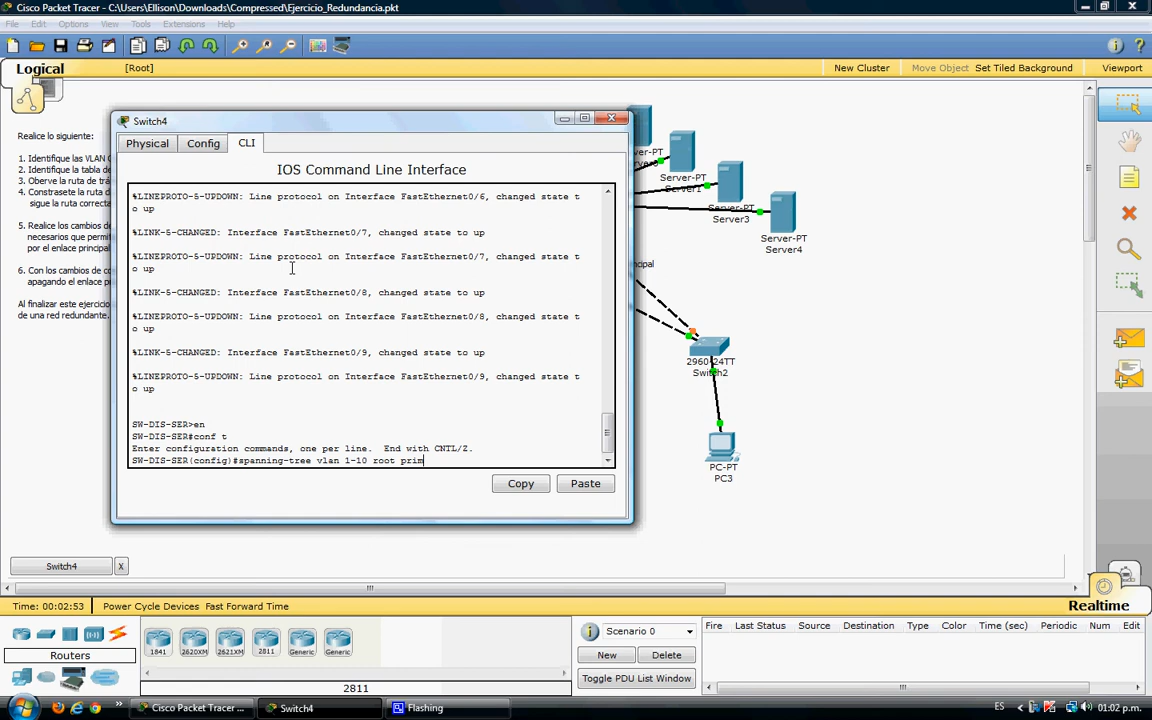 Cisco Packet Tracer - C:\Users\Ellison\Downloads\Compressed\Ejercicio_Redundancia.pkt
File Edit Options View Tools Extensions Help
Logical [Root] New Cluster Move Object Set Tiled Background Viewport
Realice lo siguiente:
1. Identifique las VLAN
2. Identifique la tabla de
3. Oberve la ruta de trá
4. Constrasete la ruta d
sigue la ruta correcta
5. Realice los cambios de
necesarios que permit
por el enlace principal
6. Con los cambios de co
apagando el enlace pr
Al finalizar este ejercicio
de una red redundante.
Switch4
Physical Config CLI
IOS Command Line Interface
%LINEPROTO-5-UPDOWN: Line protocol on Interface FastEthernet0/6, changed state t
o up
%LINK-5-CHANGED: Interface FastEthernet0/7, changed state to up
%LINEPROTO-5-UPDOWN: Line protocol on Interface FastEthernet0/7, changed state t
o up
%LINK-5-CHANGED: Interface FastEthernet0/8, changed state to up
%LINEPROTO-5-UPDOWN: Line protocol on Interface FastEthernet0/8, changed state t
o up
%LINK-5-CHANGED: Interface FastEthernet0/9, changed state to up
%LINEPROTO-5-UPDOWN: Line protocol on Interface FastEthernet0/9, changed state t
o up
SW-DIS-SER>en
SW-DIS-SER#conf t
Enter configuration commands, one per line. End with CNTL/Z.
SW-DIS-SER(config)#spanning-tree vlan 1-10 root prim
Copy Paste
Server-PT
Server-PT
Server-PT
Server3
Server-PT
Server4
2960-24TT
Switch2
PC-PT
PC3
Switch4 X
Time: 00:02:53 Power Cycle Devices Fast Forward Time
Realtime
Routers
1841 2620XM 2621XM 2811 Generic Generic
2811
Scenario 0
New Delete
Toggle PDU List Window
Fire Last Status Source Destination Type Color Time (sec) Periodic Num Edit
Cisco Packet Tracer ... Switch4 Flashing
ES 01:02 p.m.